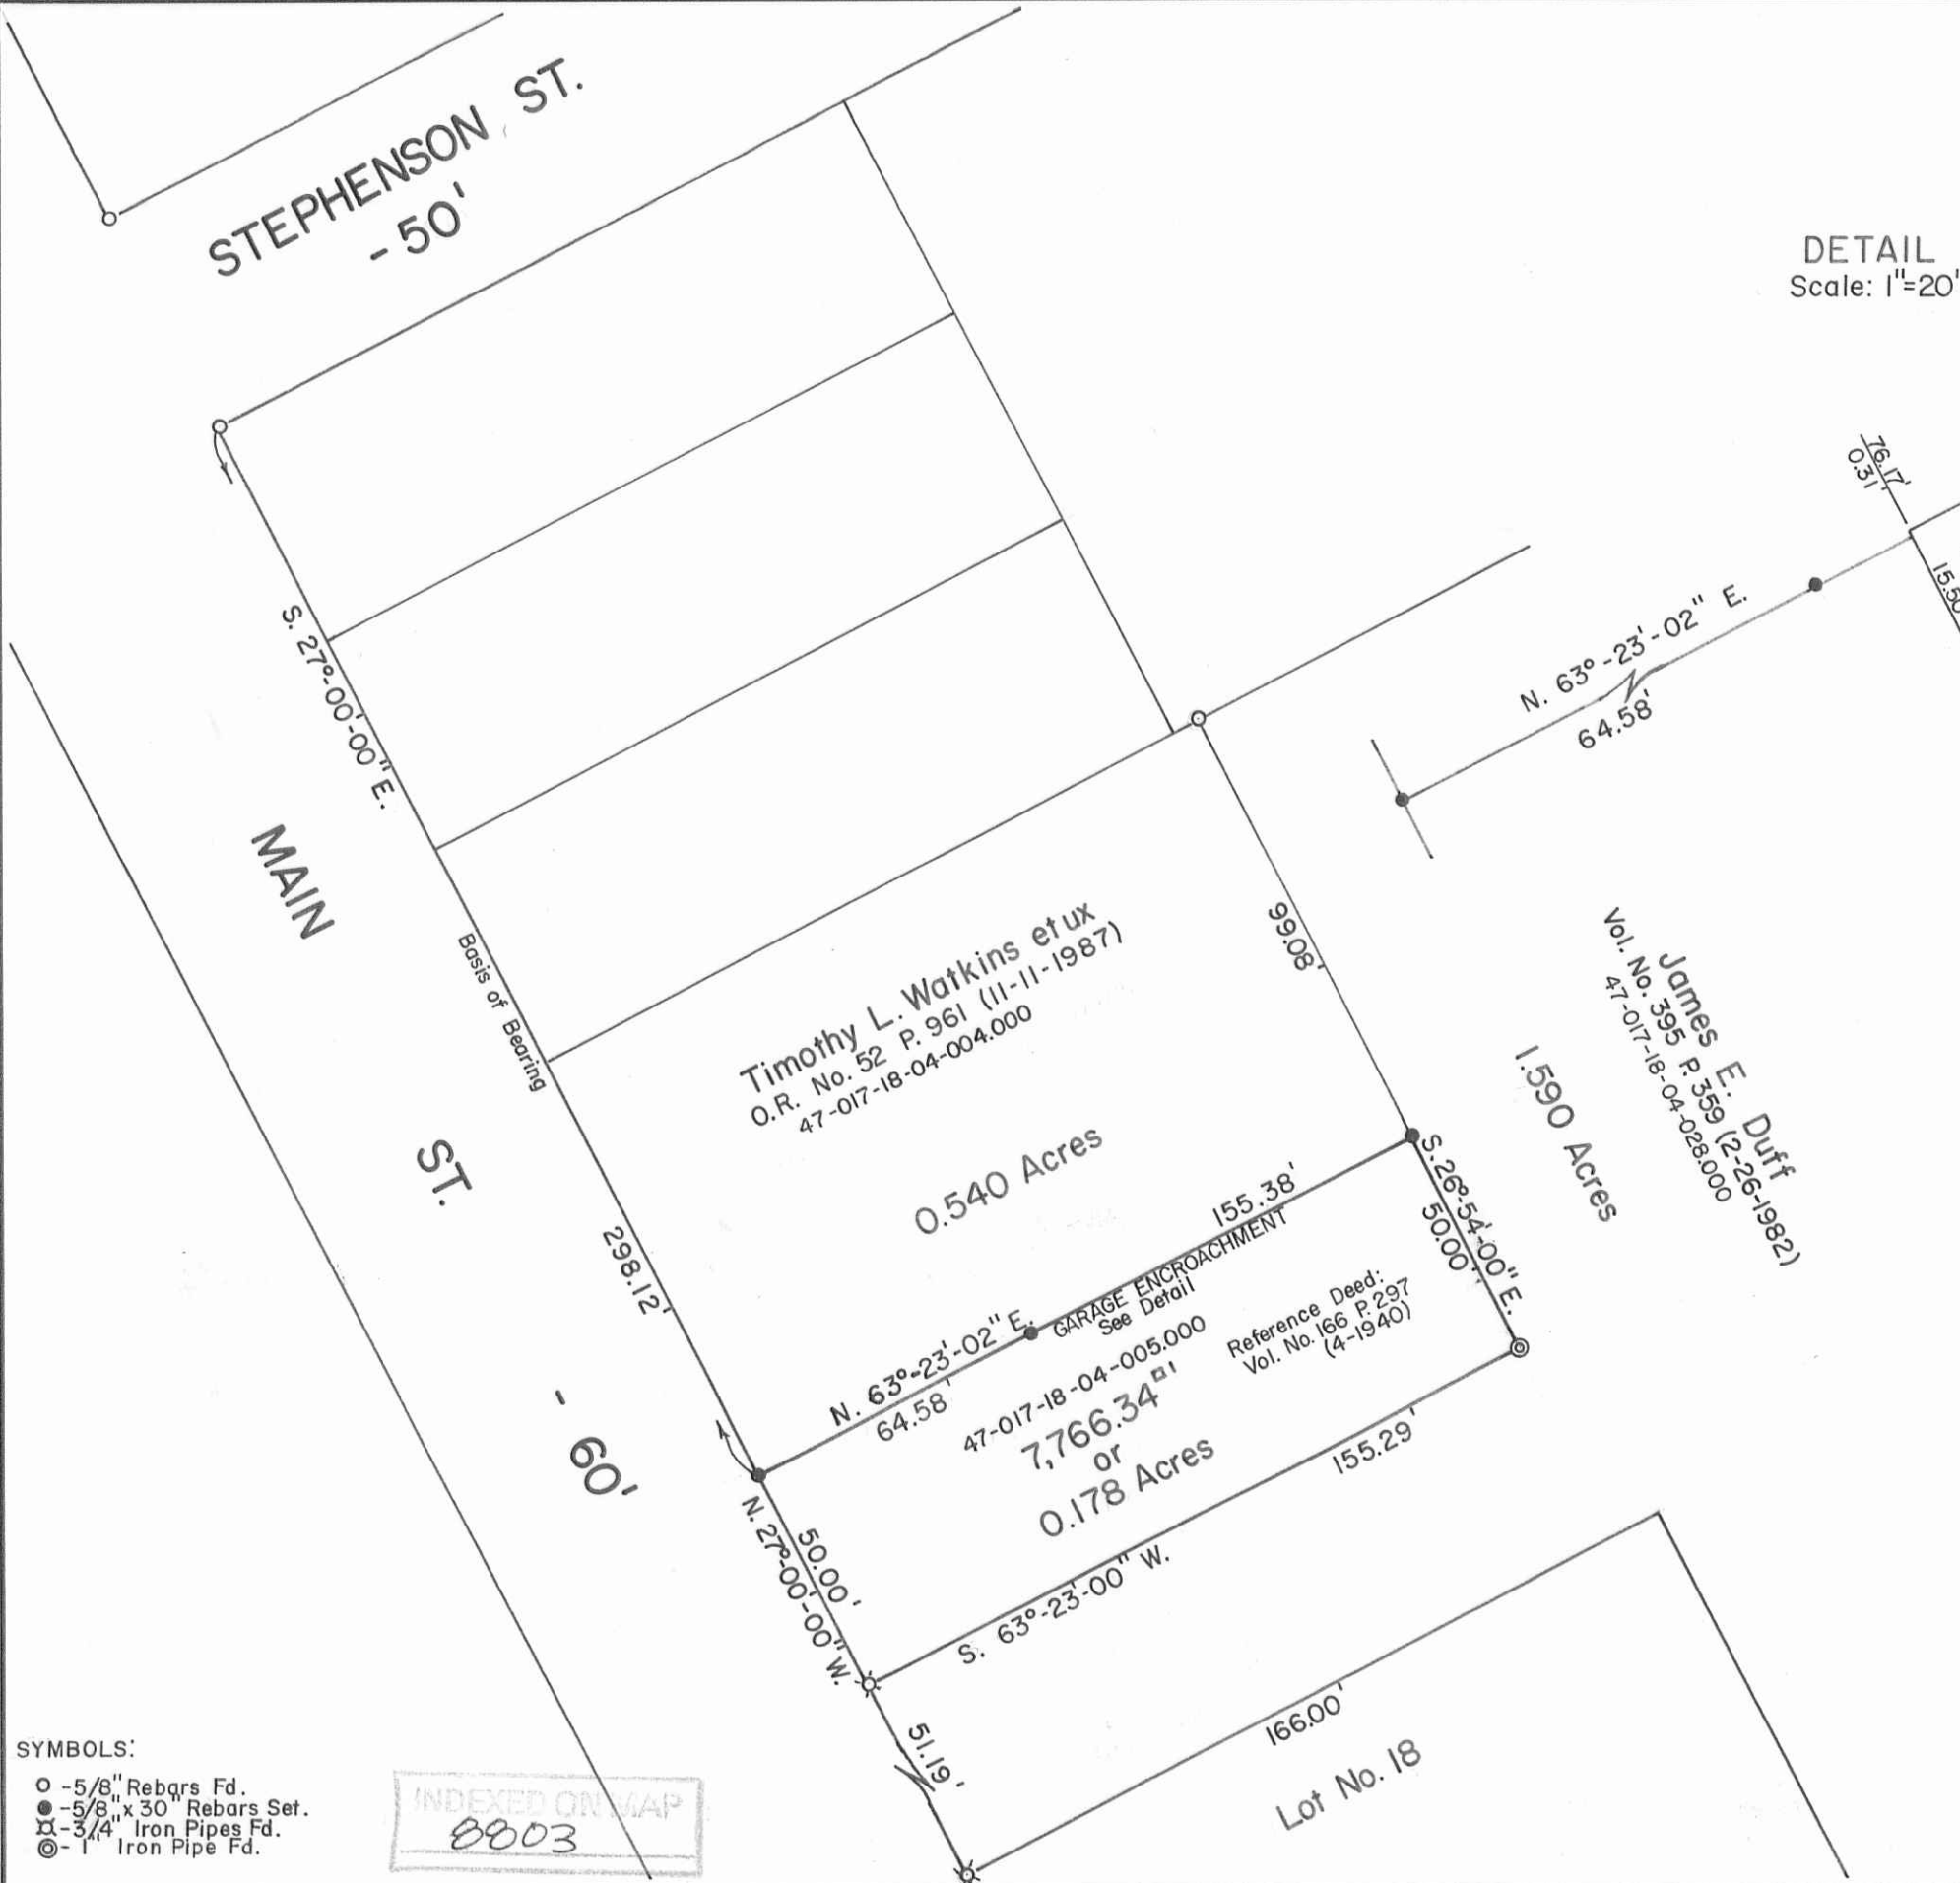 STEPHENSON ST.
- 50'
DETAIL
Scale: 1"=20'
76.17'
0.31'
15.50
N. 63°-23'-02" E.
64.58'
S. 27°-00'-00" E.
MAIN
ST.
- 60'
Basis of Bearing
298.12'
Timothy L. Watkins et ux
O.R. No. 52 P. 961 (11-11-1987)
47-017-18-04-004.000
0.540 Acres
99.08'
James E. Duff
Vol. No. 395 P. 359 (2-26-1982)
47-017-18-04-028.000
1.590 Acres
155.38'
GARAGE ENCROACHMENT
See Detail
N. 63°-23'-02" E.
64.58'
S. 26°-54'-00" E.
50.00'
Reference Deed:
Vol. No. 166 P. 297
(4-1940)
47-017-18-04-005.000
7,766.34□'
or
0.178 Acres
155.29'
S. 63°-23'-00" W.
50.00'
N. 27°-00'-00" W.
51.19'
166.00'
Lot No. 18
SYMBOLS:
○ -5/8" Rebars Fd.
● -5/8" x 30" Rebars Set.
¤ -3/4" Iron Pipes Fd.
◎ - 1" Iron Pipe Fd.
INDEXED ON MAP
8803